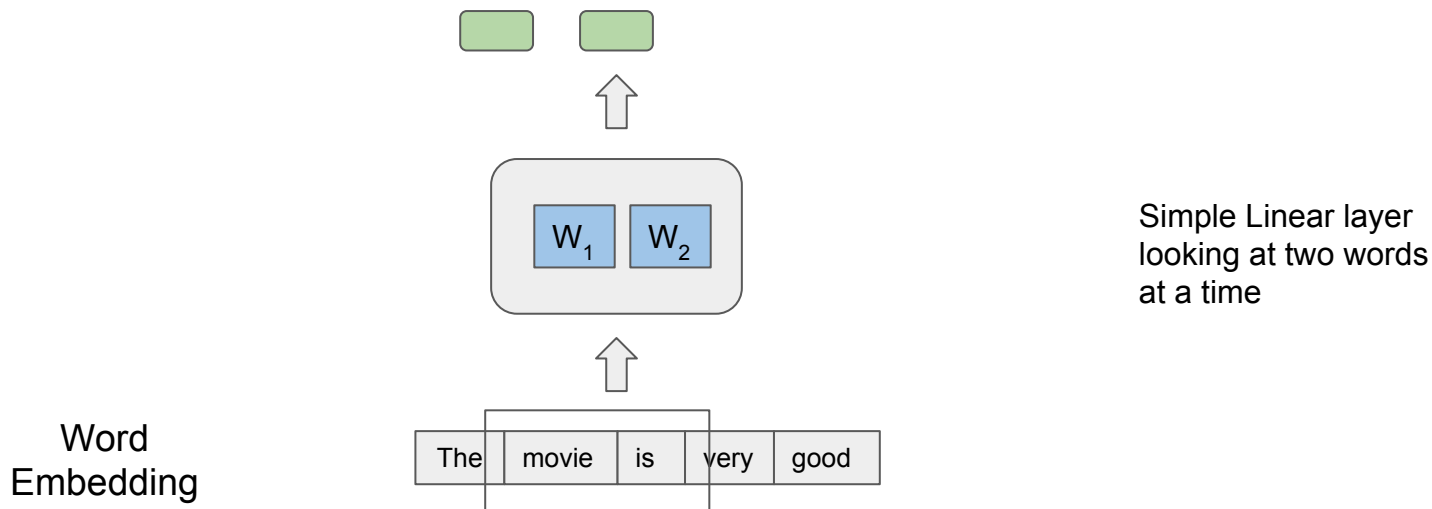 W1 W2
Simple Linear layer
looking at two words
at a time
Word
Embedding
The movie is very good